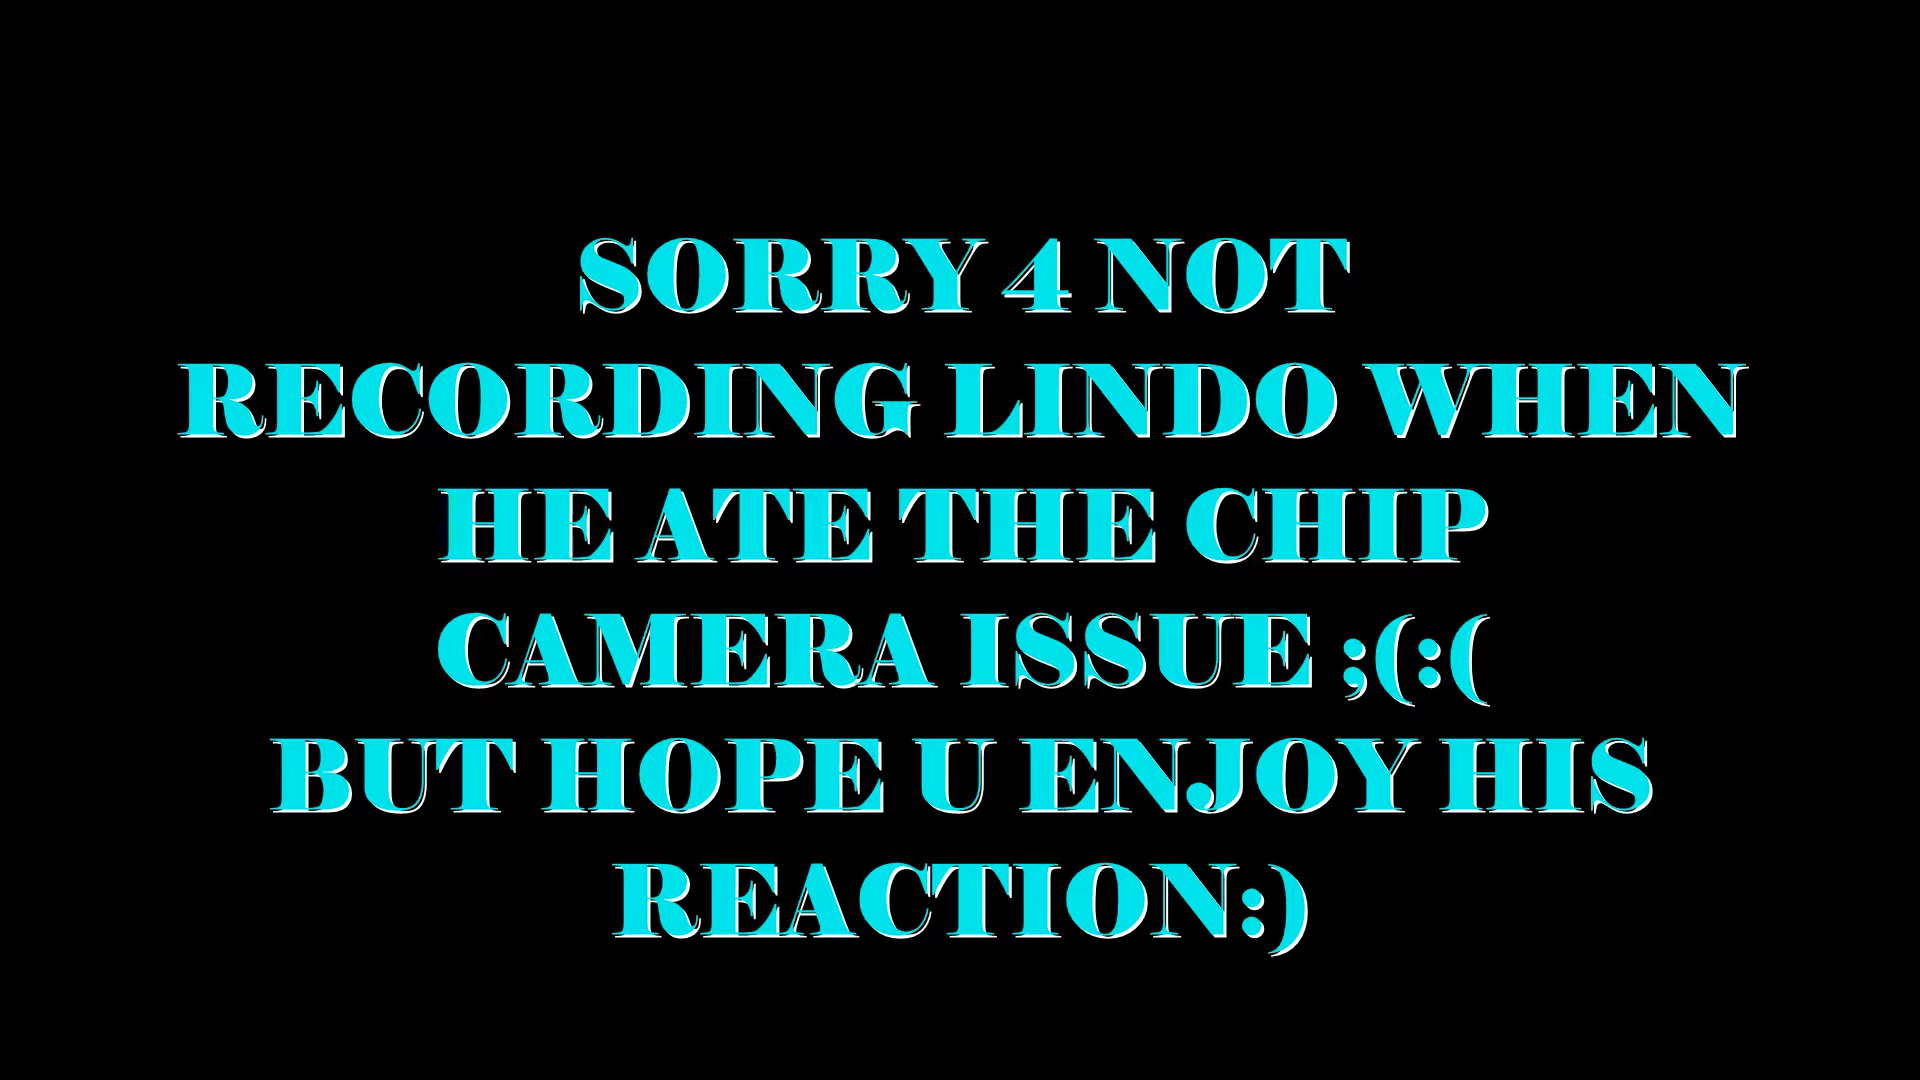 SORRY 4 NOT
RECORDING LINDO WHEN
HE ATE THE CHIP
CAMERA ISSUE ;(:(
BUT HOPE U ENJOY HIS
REACTION:)